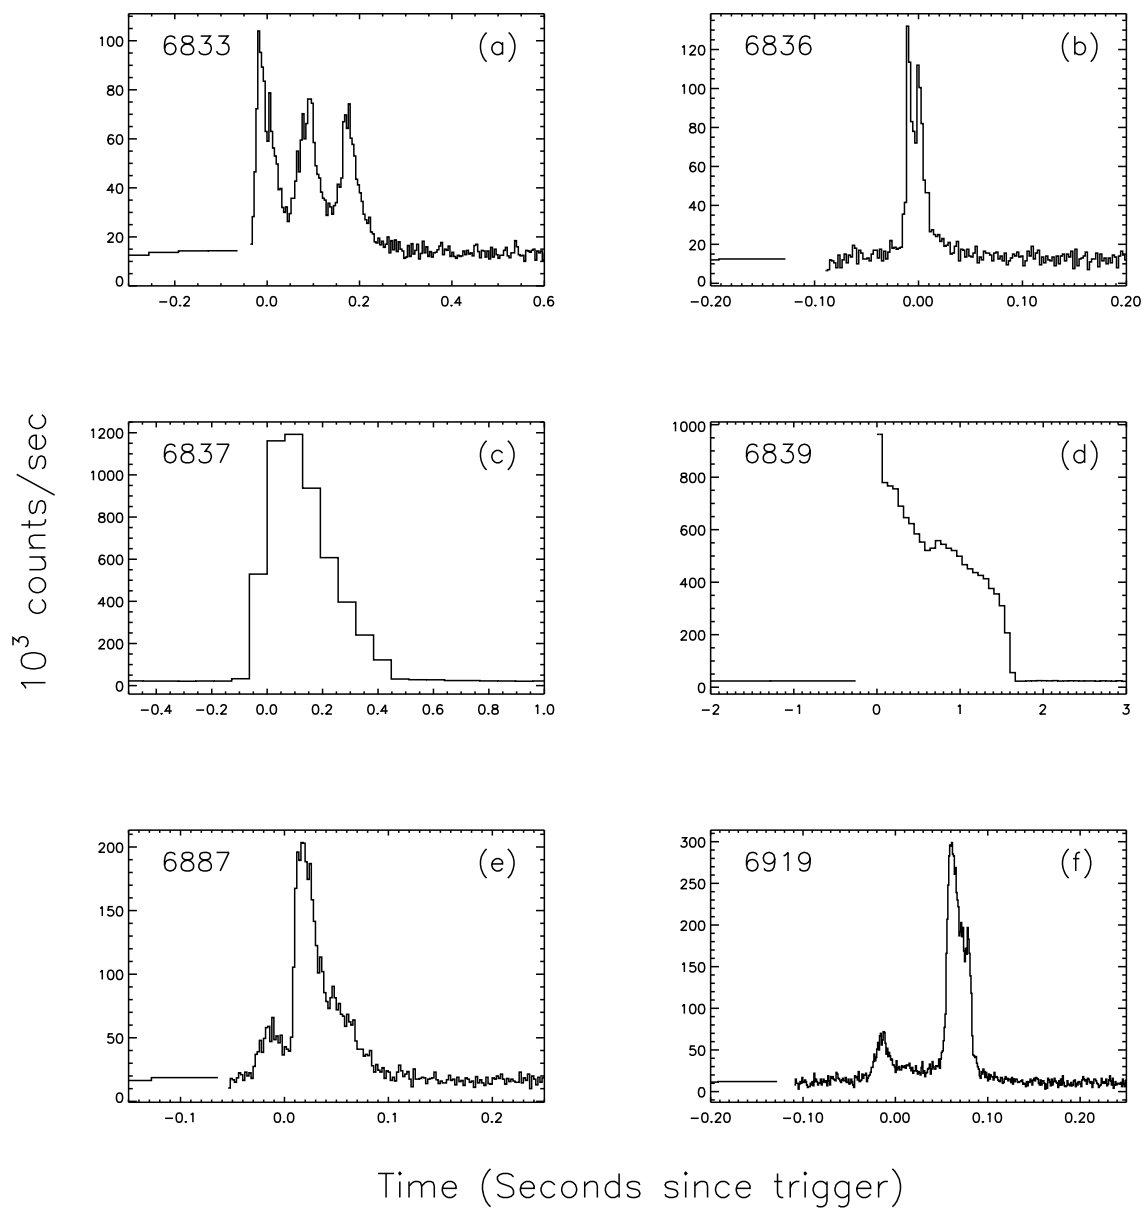 6833 (a)
100
80
60
40
20
0
−0.2 0.0 0.2 0.4 0.6
6836 (b)
120
100
80
60
40
20
0
−0.20 −0.10 0.00 0.10 0.20
10³ counts/sec
6837 (c)
1200
1000
800
600
400
200
0
−0.4 −0.2 0.0 0.2 0.4 0.6 0.8 1.0
6839 (d)
1000
800
600
400
200
0
−2 −1 0 1 2 3
6887 (e)
200
150
100
50
0
−0.1 0.0 0.1 0.2
6919 (f)
300
250
200
150
100
50
0
−0.20 −0.10 0.00 0.10 0.20
Time (Seconds since trigger)